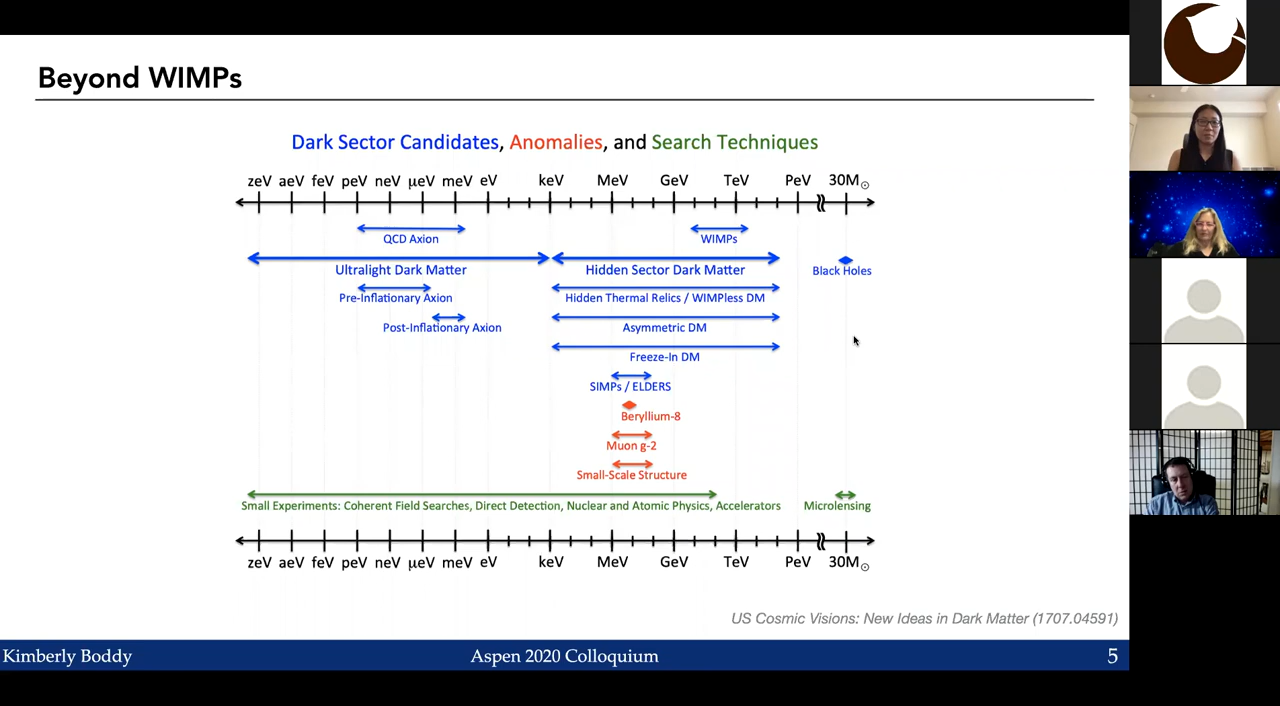 Beyond WIMPs
Dark Sector Candidates, Anomalies, and Search Techniques
zeV aeV feV peV neV μeV meV eV keV MeV GeV TeV PeV 30M☉
QCD Axion WIMPs
Ultralight Dark Matter Hidden Sector Dark Matter Black Holes
Pre-Inflationary Axion Hidden Thermal Relics / WIMPless DM
Post-Inflationary Axion Asymmetric DM
Freeze-In DM
SIMPs / ELDERS
Beryllium-8
Muon g-2
Small-Scale Structure
Small Experiments: Coherent Field Searches, Direct Detection, Nuclear and Atomic Physics, Accelerators Microlensing
zeV aeV feV peV neV μeV meV eV keV MeV GeV TeV PeV 30M☉
US Cosmic Visions: New Ideas in Dark Matter (1707.04591)
Kimberly Boddy Aspen 2020 Colloquium 5